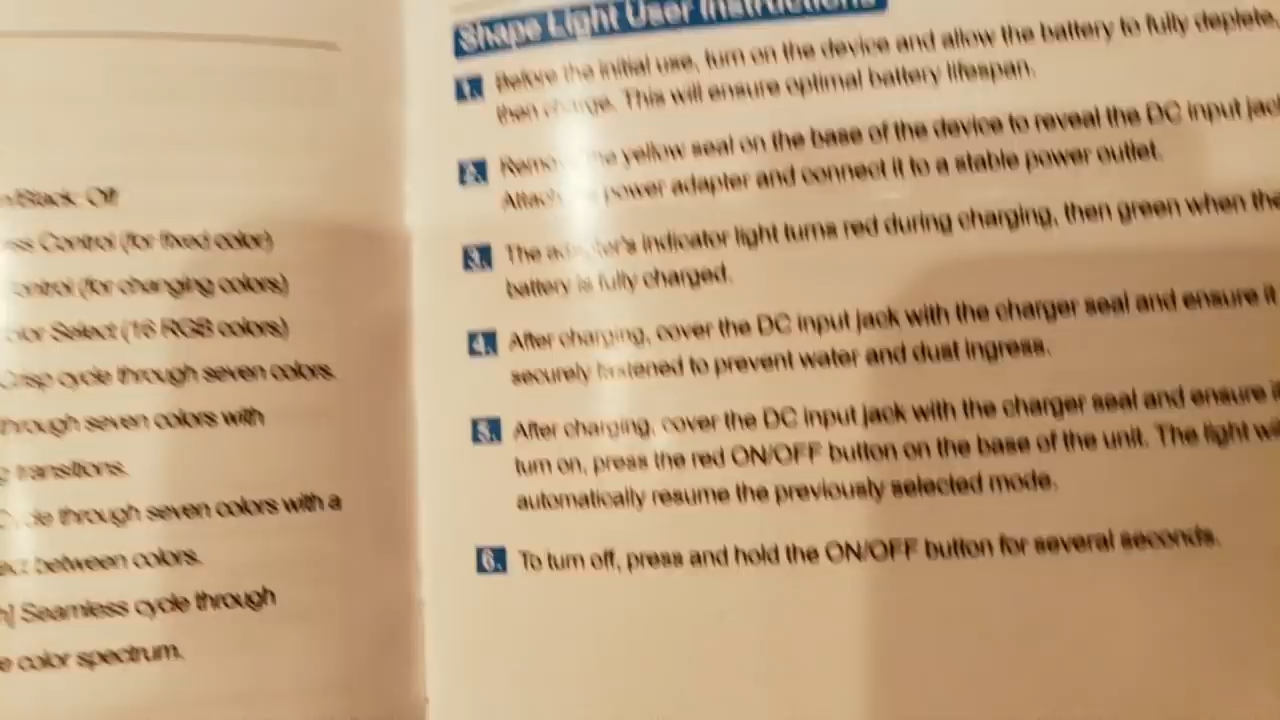 Off
Control (for fixed color)
(for changing colors)
Select (16 RGB colors)
cycle through seven colors.
through seven colors with
transitions.
through seven colors with a
between colors.
Seamless cycle through
color spectrum.
Shape Light User Instructions
1. Before the initial use, turn on the device and allow the battery to fully deplete,
then charge. This will ensure optimal battery lifespan.
2. yellow seal on the base of the device to reveal the DC input
power adapter and connect it to a stable power outlet.
3. The indicator light turns red during charging, then green when the
battery is fully charged.
4. After charging, cover the DC input jack with the charger seal and ensure it
securely fastened to prevent water and dust ingress.
5. After charging, cover the DC input jack with the charger seal and ensure
turn on, press the red ON/OFF button on the base of the unit. The light
automatically resume the previously selected mode.
6. To turn off, press and hold the ON/OFF button for several seconds.